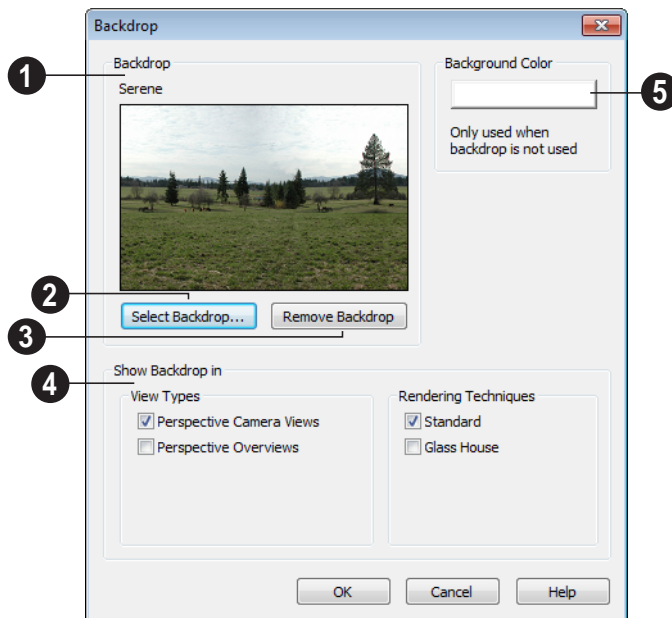 Backdrop
1
Backdrop
Serene
Background Color
5
Only used when
backdrop is not used
2
Select Backdrop...
Remove Backdrop
3
4
Show Backdrop in
View Types
Perspective Camera Views
Perspective Overviews
Rendering Techniques
Standard
Glass House
OK
Cancel
Help